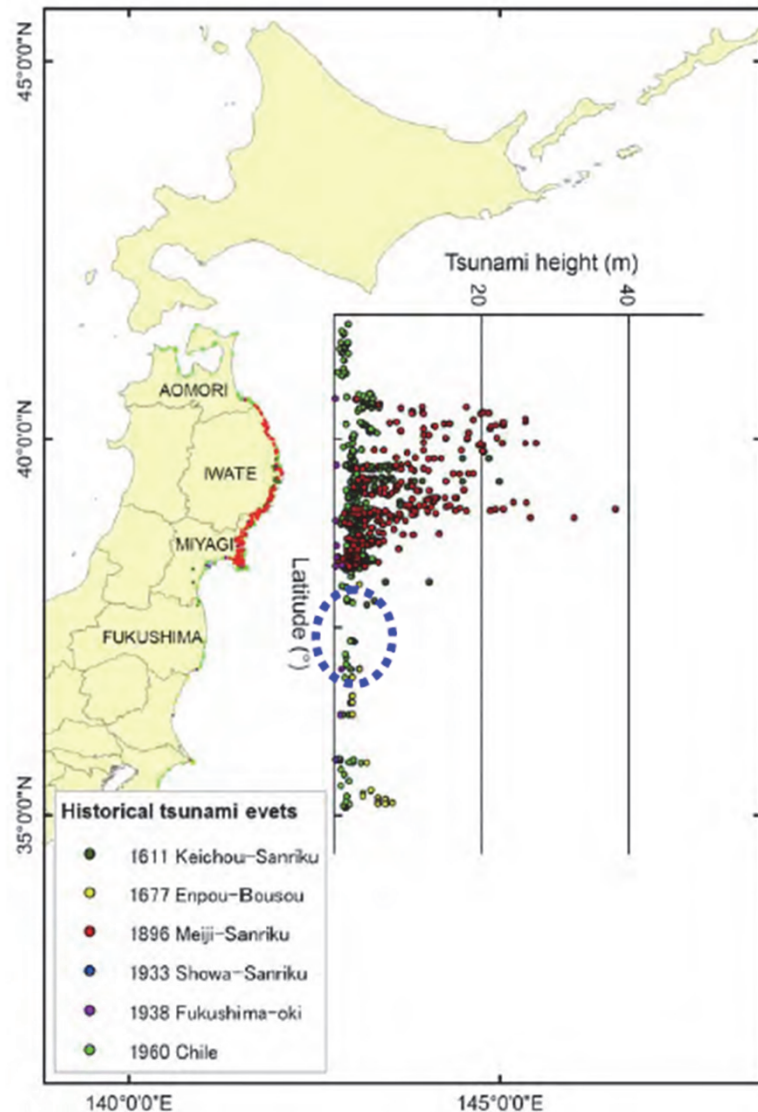 45°0'0"N
Tsunami height (m)
20
40
AOMORI
40°0'0"N
IWATE
MIYAGI
Latitude (°)
FUKUSHIMA
35°0'0"N
Historical tsunami evets
1611 Keichou-Sanriku
1677 Enpou-Bousou
1896 Meiji-Sanriku
1933 Showa-Sanriku
1938 Fukushima-oki
1960 Chile
140°0'0"E
145°0'0"E